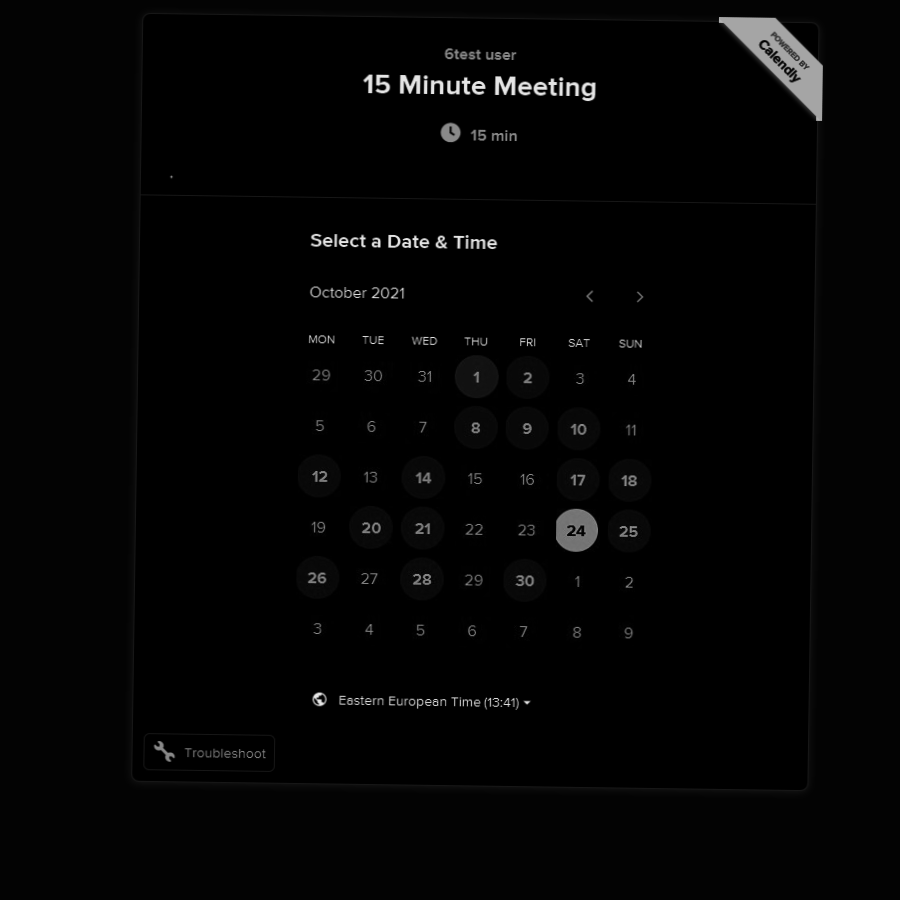 6test user
POWERED BY
Calendly
15 Minute Meeting
15 min
Select a Date & Time
October 2021
MON TUE WED THU FRI SAT SUN
29 30 31 1 2 3 4
5 6 7 8 9 10 11
12 13 14 15 16 17 18
19 20 21 22 23 24 25
26 27 28 29 30 1 2
3 4 5 6 7 8 9
Eastern European Time (13:41)
Troubleshoot